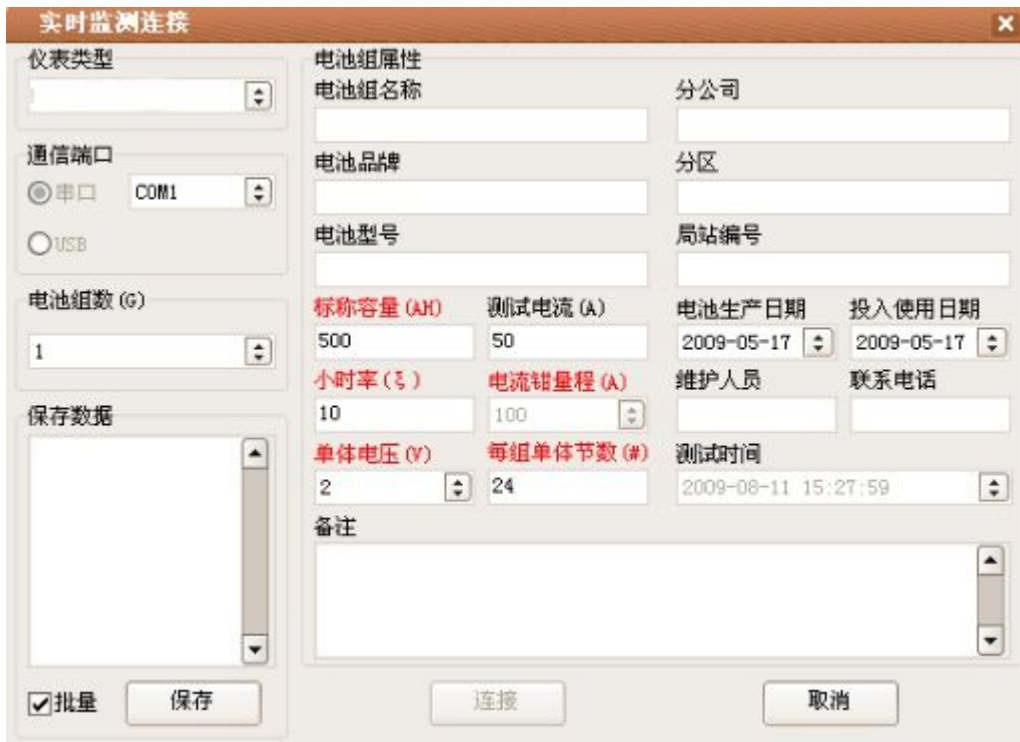 实时监测连接
仪表类型
通信端口
串口 COM1
USB
电池组数(G)
1
保存数据
批量 保存
电池组属性
电池组名称 分公司
电池品牌 分区
电池型号 局站编号
标称容量(AH) 测试电流(A) 电池生产日期 投入使用日期
500 50 2009-05-17 2009-05-17
小时率(ξ) 电流钳量程(A) 维护人员 联系电话
10 100
单体电压(V) 每组单体节数(#) 测试时间
2 24 2009-08-11 15:27:59
备注
连接 取消